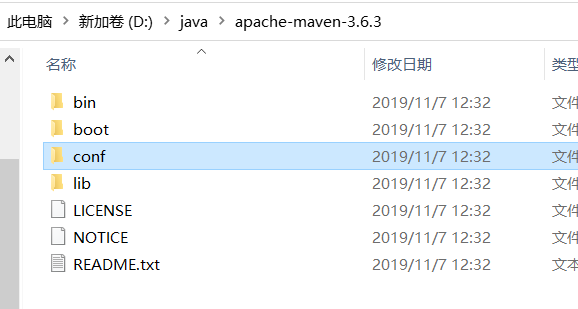 此电脑 › 新加卷 (D:) › java › apache-maven-3.6.3
名称 修改日期 类型
bin 2019/11/7 12:32 文件
boot 2019/11/7 12:32 文件
conf 2019/11/7 12:32 文件
lib 2019/11/7 12:32 文件
LICENSE 2019/11/7 12:32 文件
NOTICE 2019/11/7 12:32 文件
README.txt 2019/11/7 12:32 文本